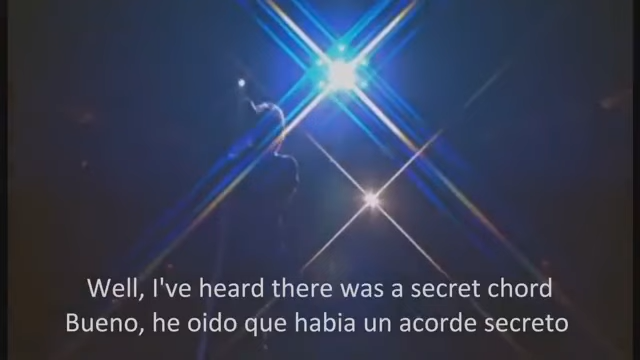 Well, I've heard there was a secret chord
Bueno, he oido que habia un acorde secreto